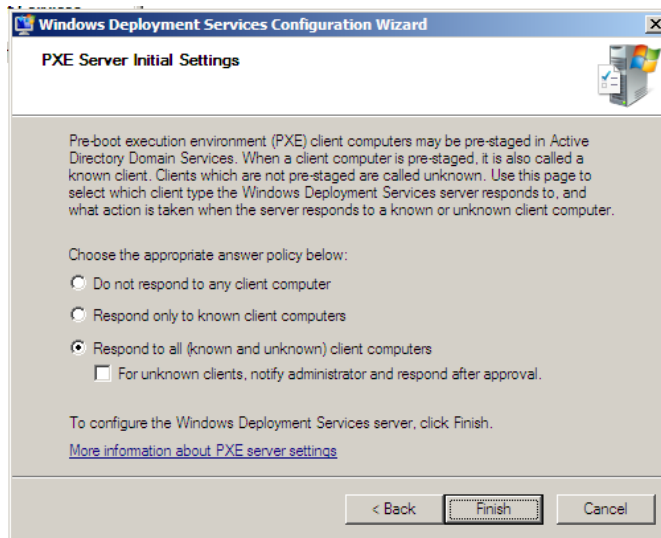 Windows Deployment Services Configuration Wizard
PXE Server Initial Settings
Pre-boot execution environment (PXE) client computers may be pre-staged in Active
Directory Domain Services. When a client computer is pre-staged, it is also called a
known client. Clients which are not pre-staged are called unknown. Use this page to
select which client type the Windows Deployment Services server responds to, and
what action is taken when the server responds to a known or unknown client computer.
Choose the appropriate answer policy below:
Do not respond to any client computer
Respond only to known client computers
Respond to all (known and unknown) client computers
For unknown clients, notify administrator and respond after approval.
To configure the Windows Deployment Services server, click Finish.
More information about PXE server settings
< Back Finish Cancel